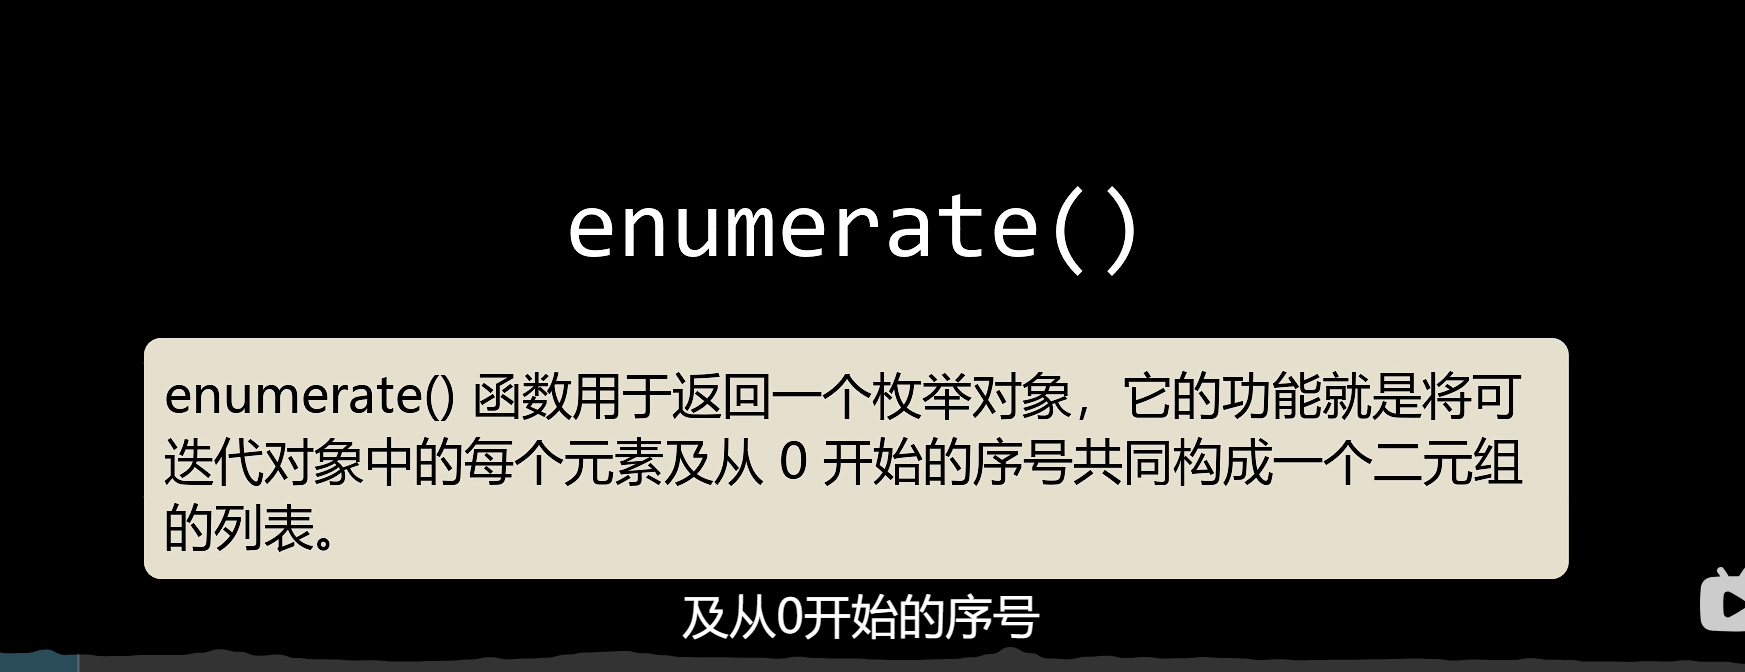 enumerate()
enumerate() 函数用于返回一个枚举对象，它的功能就是将可
迭代对象中的每个元素及从 0 开始的序号共同构成一个二元组
的列表。
及从0开始的序号